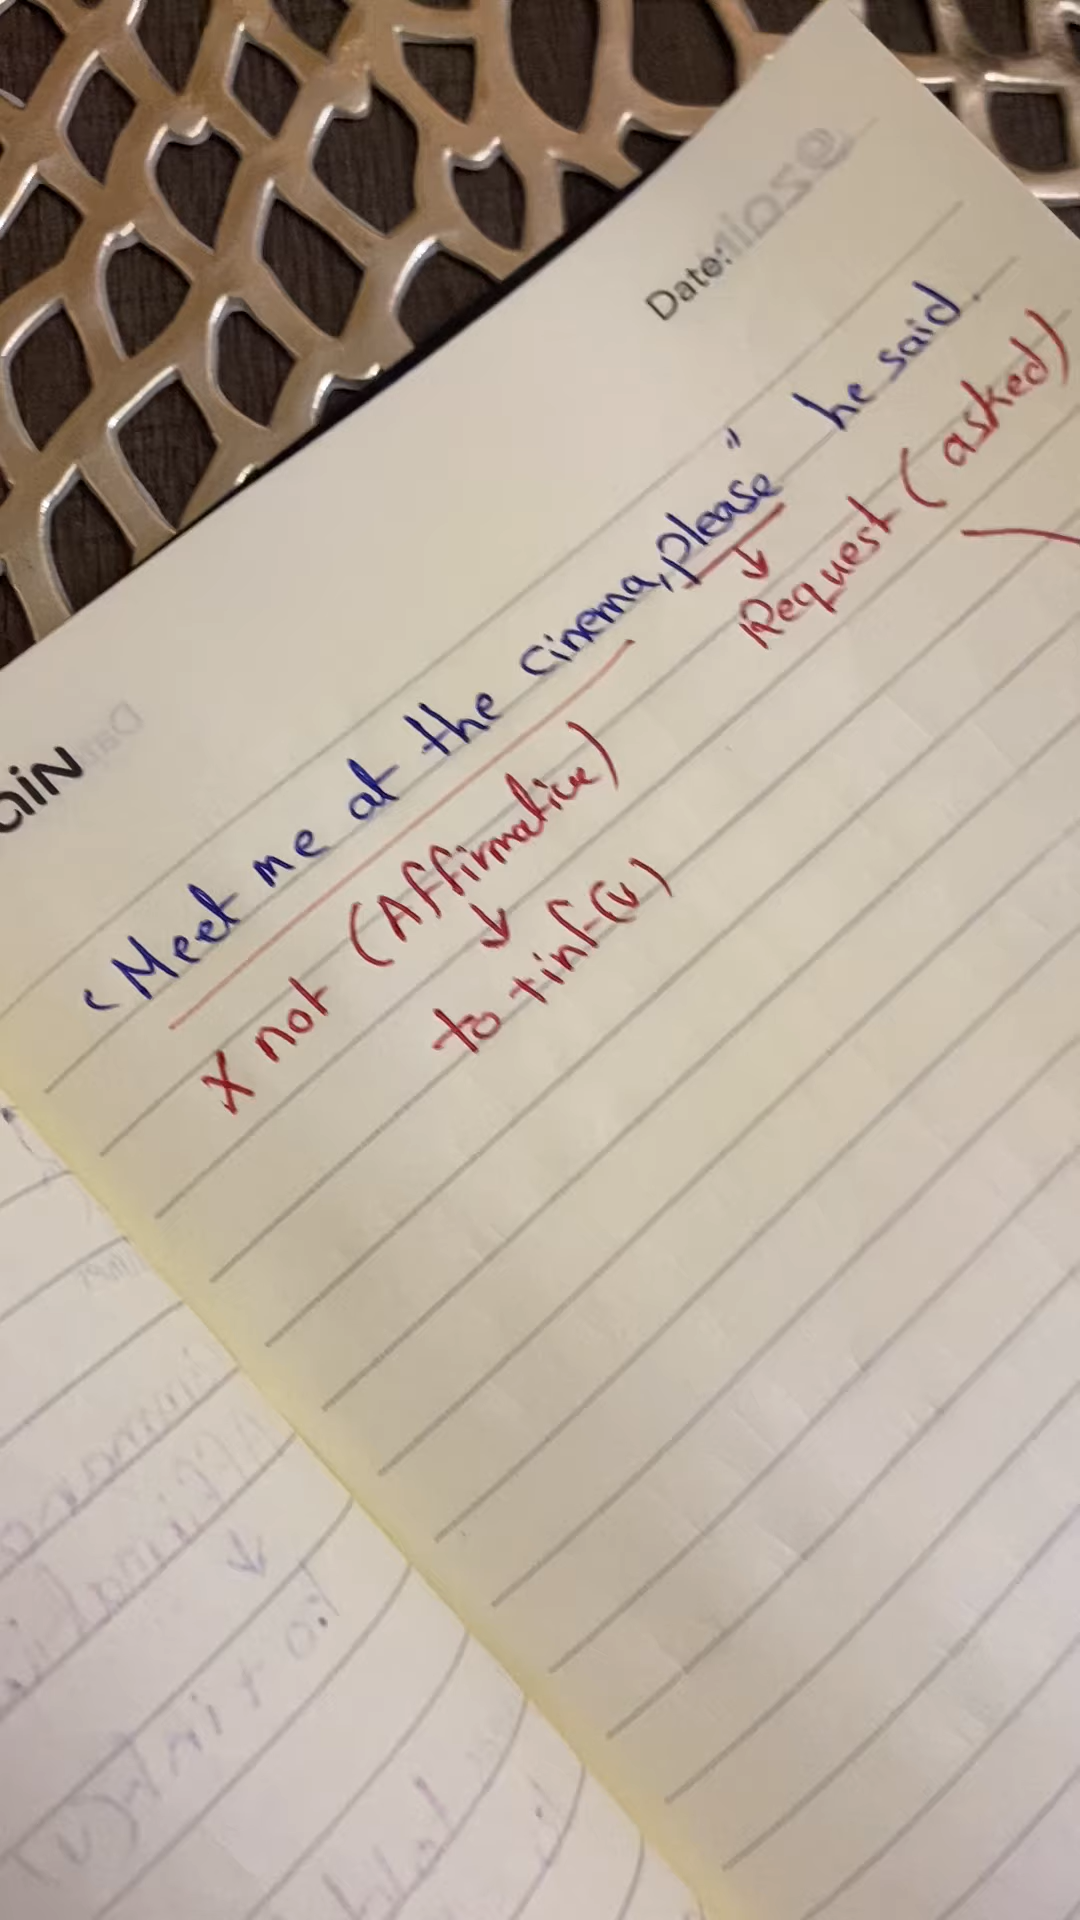 Date:
"Meet me at the cinema, please" he said.
Request (asked)
X not (Affirmative)
to + inf (v)